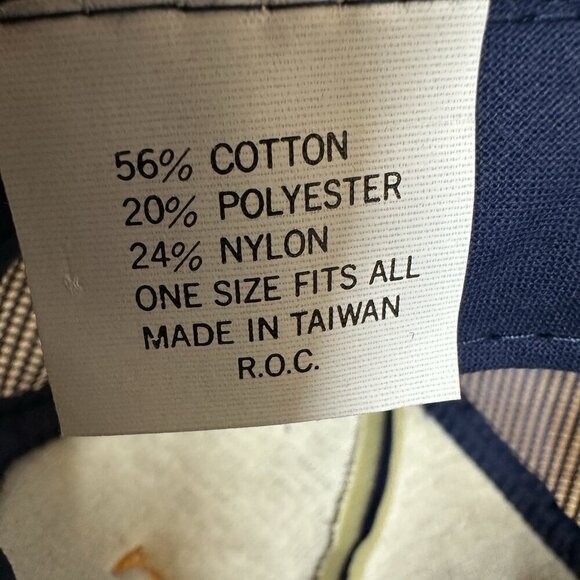 56% COTTON
20% POLYESTER
24% NYLON
ONE SIZE FITS ALL
MADE IN TAIWAN
R.O.C.